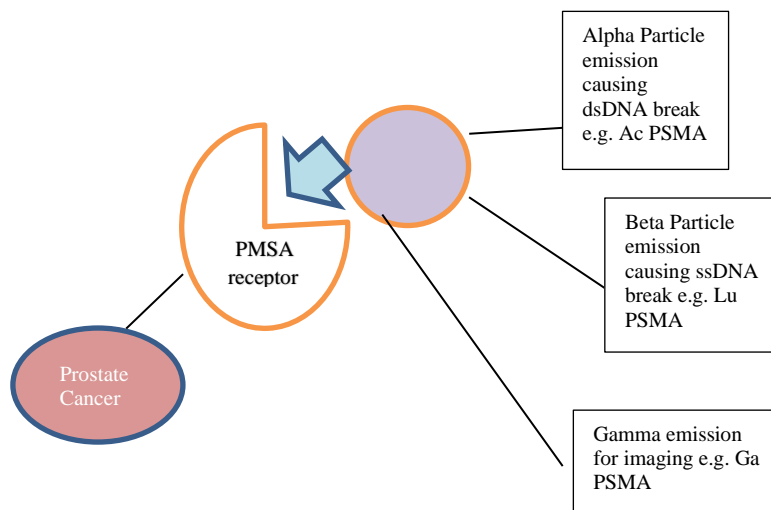 Alpha Particle
emission
causing
dsDNA break
e.g. Ac PSMA
PMSA
receptor
Beta Particle
emission
causing ssDNA
break e.g. Lu
PSMA
Prostate
Cancer
Gamma emission
for imaging e.g. Ga
PSMA